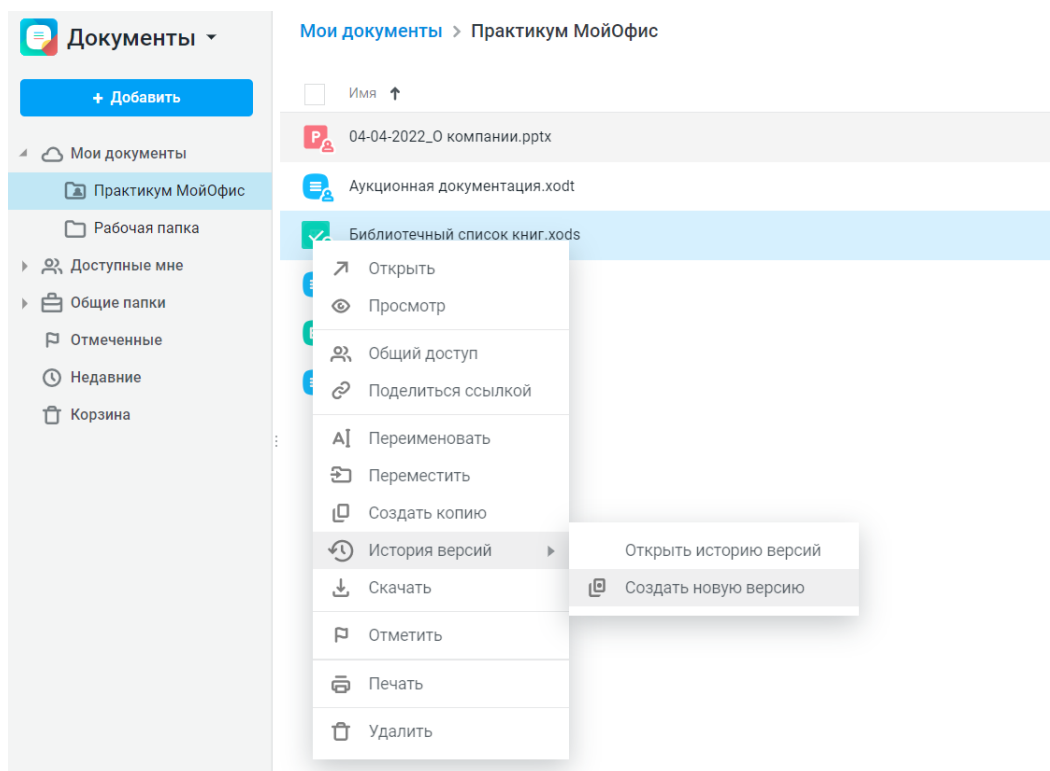 Документы
Мои документы > Практикум МойОфис
+ Добавить
Имя ↑
Мои документы
Практикум МойОфис
Рабочая папка
Доступные мне
Общие папки
Отмеченные
Недавние
Корзина
04-04-2022_О компании.pptx
Аукционная документация.xodt
Библиотечный список книг.xods
Открыть
Просмотр
Общий доступ
Поделиться ссылкой
Переименовать
Переместить
Создать копию
История версий
Скачать
Отметить
Печать
Удалить
Открыть историю версий
Создать новую версию